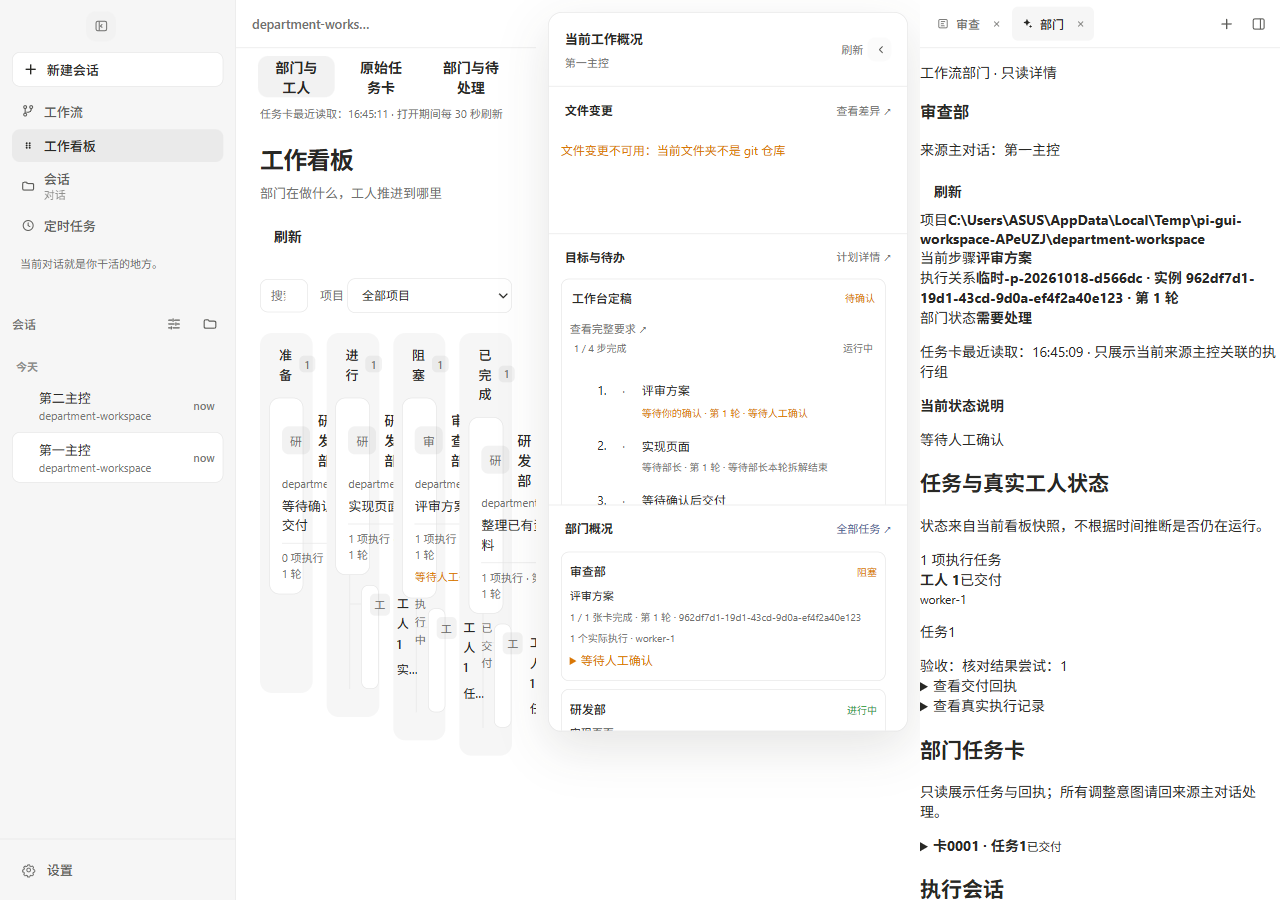 新建会话
工作流
工作看板
会话
对话
定时任务
当前对话就是你干活的地方。
会话
今天
第二主控
department-workspace
now
第一主控
department-workspace
now
设置
department-works...
部门与
工人
原始任
务卡
部门与待
处理
任务卡最近读取：16:45:11 · 打开期间每 30 秒刷新
工作看板
部门在做什么，工人推进到哪里
刷新
项目
全部项目
准备
1
研
研发部
departme
等待确认
交付
0 项执行
1 轮
进行
1
研
研发部
departme
实现页面
1 项执行
1 轮
工
工人1
执行中
实...
阻塞
1
审
审查部
departme
评审方案
1 项执行
1 轮
等待人工
工
工人1
已交付
任...
已完成
1
研
研发部
department
整理已有
料
1 项执行 ·
1 轮
工
当前工作概况
第一主控
刷新
文件变更
查看差异 ↗
文件变更不可用：当前文件夹不是 git 仓库
目标与待办
计划详情 ↗
工作台定稿
待确认
查看完整要求 ↗
1 / 4 步完成
运行中
1. · 评审方案
等待你的确认 · 第 1 轮 · 等待人工确认
2. · 实现页面
等待部长 · 第 1 轮 · 等待部长本轮拆解结束
3. · 等待确认后交付
部门概况
全部任务 ↗
审查部
阻塞
评审方案
1 / 1 张卡完成 · 第 1 轮 · 962df7d1-19d1-43cd-9d0a-ef4f2a40e123
1 个实际执行 · worker-1
▶ 等待人工确认
研发部
进行中
实现页面
审查 ×
部门 ×
工作流部门 · 只读详情
审查部
来源主对话：第一主控
刷新
项目C:\Users\ASUS\AppData\Local\Temp\pi-gui-
workspace-APeUZJ\department-workspace
当前步骤评审方案
执行关系临时-p-20261018-d566dc · 实例 962df7d1-
19d1-43cd-9d0a-ef4f2a40e123 · 第 1 轮
部门状态需要处理
任务卡最近读取：16:45:09 · 只展示当前来源主控关联的执
行组
当前状态说明
等待人工确认
任务与真实工人状态
状态来自当前看板快照，不根据时间推断是否仍在运行。
1 项执行任务
工人 1已交付
worker-1
任务1
验收：核对结果尝试：1
▶ 查看交付回执
▶ 查看真实执行记录
部门任务卡
只读展示任务与回执；所有调整意图请回来源主对话处
理。
▶ 卡0001 · 任务1已交付
执行会话